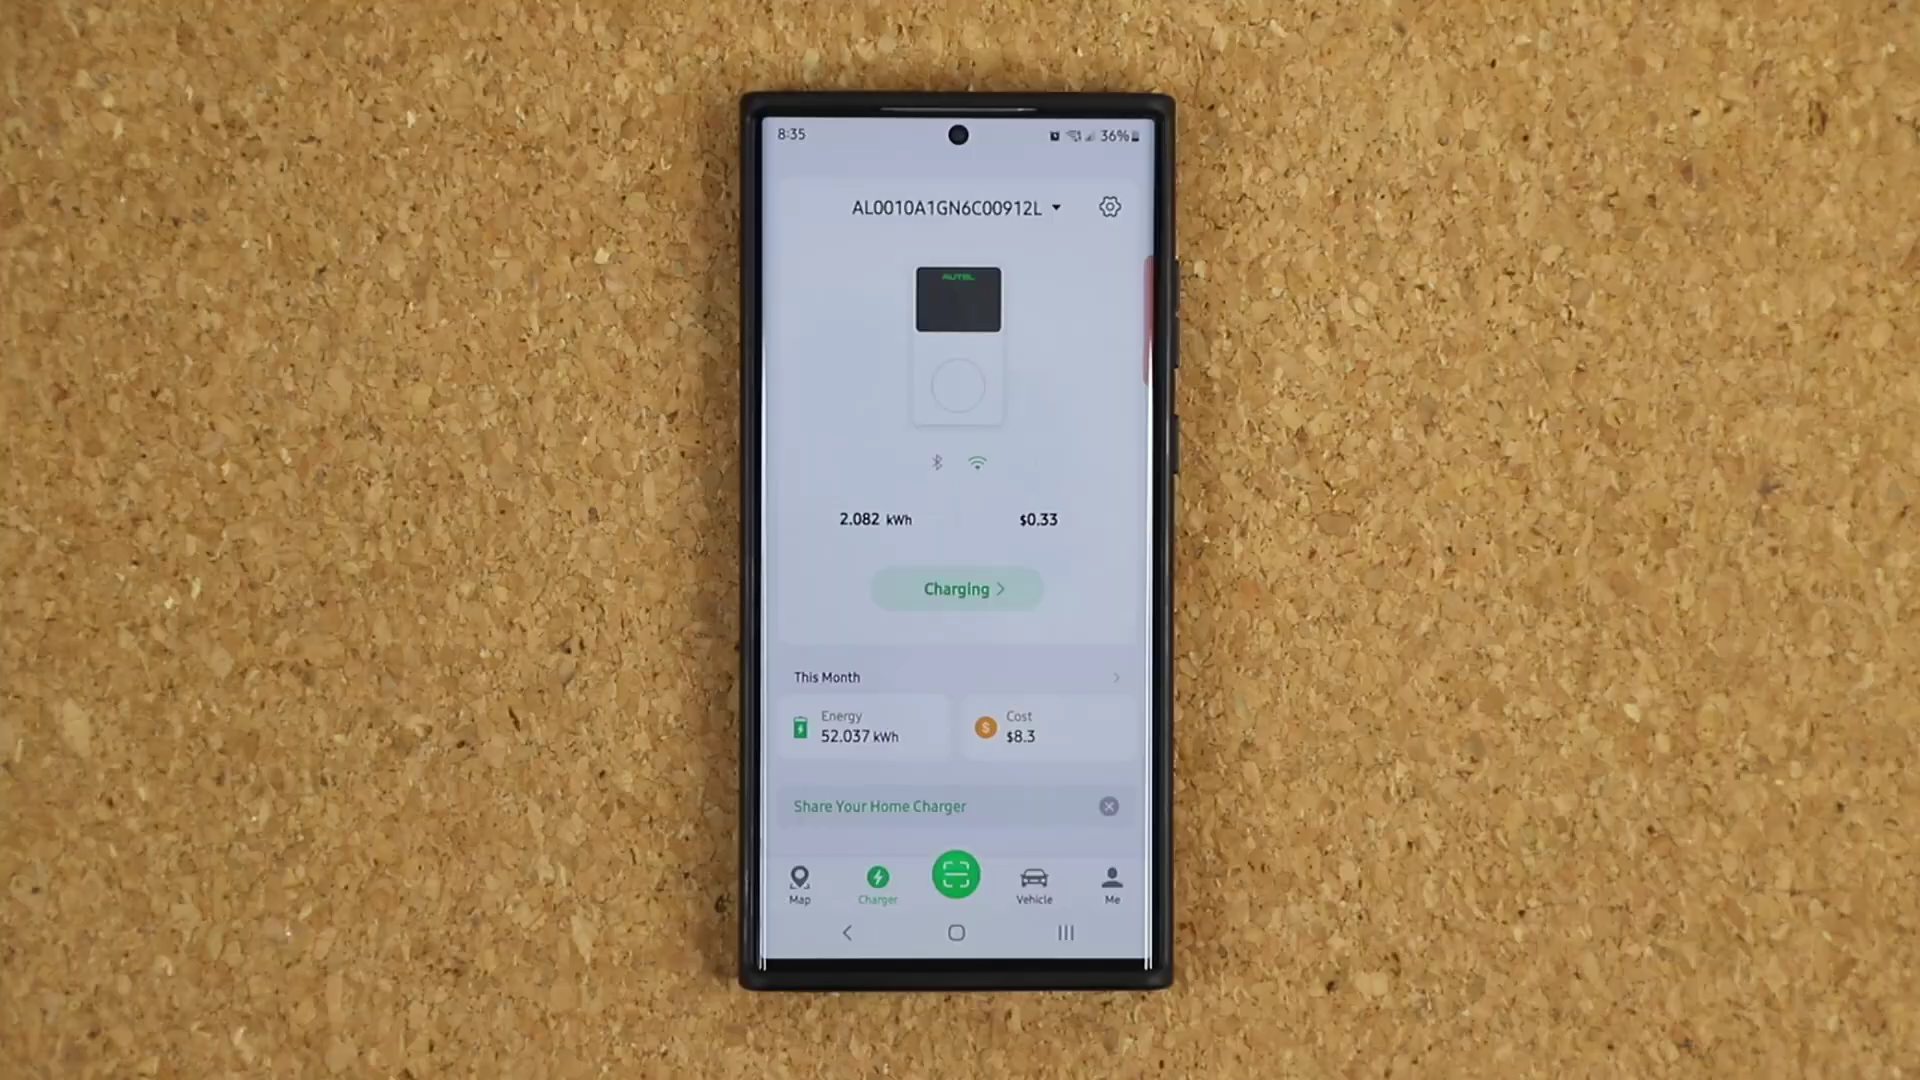 8:35
36%
AL0010A1GN6C00912L
AUTEL
2.082 kWh
$0.33
Charging
This Month
Energy
52.037 kWh
Cost
$8.3
Share Your Home Charger
Map
Charger
Vehicle
Me